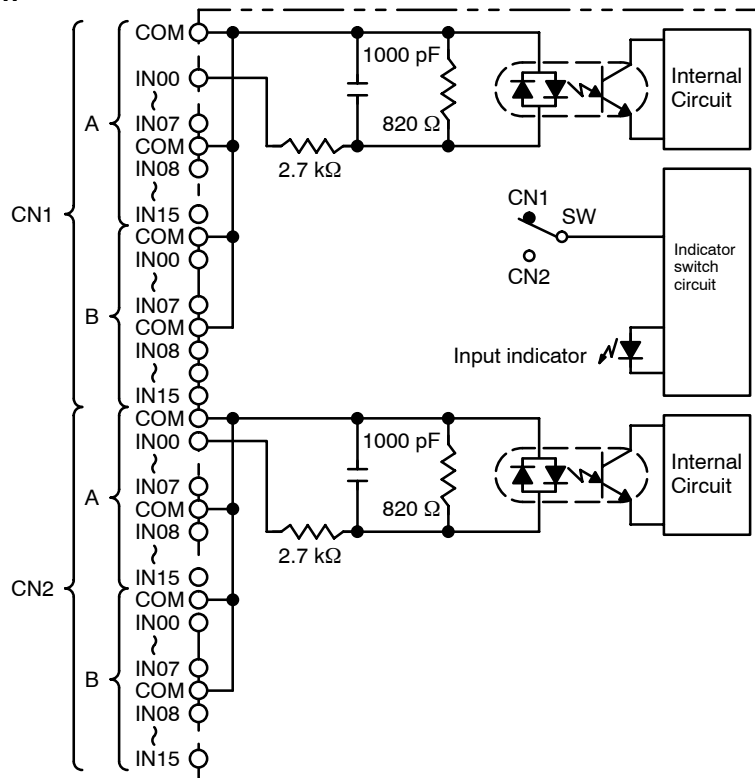 COM
IN00
IN07
COM
IN08
IN15
COM
IN00
IN07
COM
IN08
IN15
COM
IN00
IN07
COM
IN08
IN15
COM
IN00
IN07
COM
IN08
IN15
A
B
CN1
A
B
CN2
1000 pF
820 Ω
2.7 kΩ
Internal
Circuit
CN1
SW
CN2
Indicator
switch
circuit
Input indicator
1000 pF
820 Ω
2.7 kΩ
Internal
Circuit